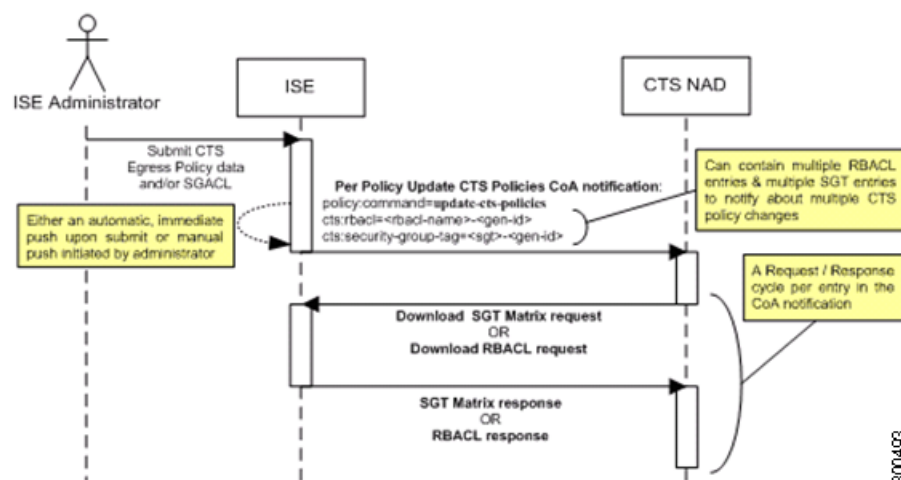 ISE Administrator
ISE
CTS NAD
Submit CTS
Egress Policy data
and/or SGACL
Can contain multiple RBACL
entries & multiple SGT entries
to notify about multiple CTS
policy changes
Per Policy Update CTS Policies CoA notification:
policy:command=update-cts-policies
cts:rbacl=<rbacl-name>-<gen-id>
cts:security-group-tag=<sgt>-<gen-id>
Either an automatic, immediate
push upon submit or manual
push initiated by administrator
A Request / Response
cycle per entry in the
CoA notification
Download SGT Matrix request
OR
Download RBACL request
SGT Matrix response
OR
RBACL response
300493